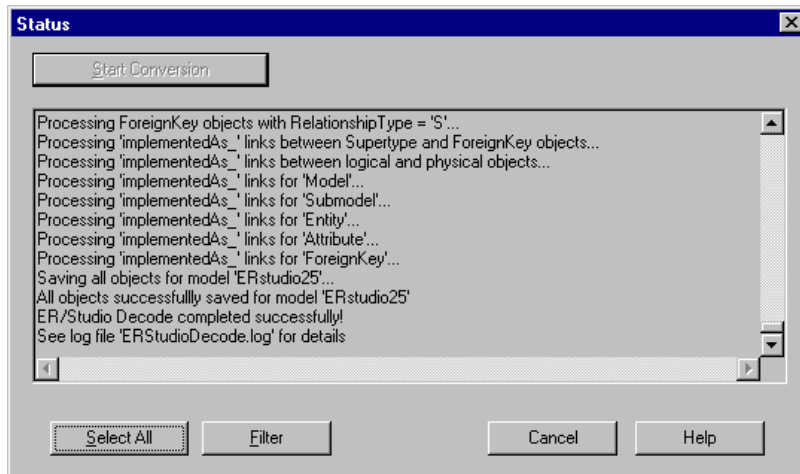 Status
Start Conversion
Processing ForeignKey objects with RelationshipType = 'S'...
Processing 'implementedAs_' links between Supertype and ForeignKey objects...
Processing 'implementedAs_' links between logical and physical objects...
Processing 'implementedAs_' links for 'Model'...
Processing 'implementedAs_' links for 'Submodel'...
Processing 'implementedAs_' links for 'Entity'...
Processing 'implementedAs_' links for 'Attribute'...
Processing 'implementedAs_' links for 'ForeignKey'...
Saving all objects for model 'ERstudio25'...
All objects successfullly saved for model 'ERstudio25'
ER/Studio Decode completed successfully!
See log file 'ERStudioDecode.log' for details
Select All Filter Cancel Help